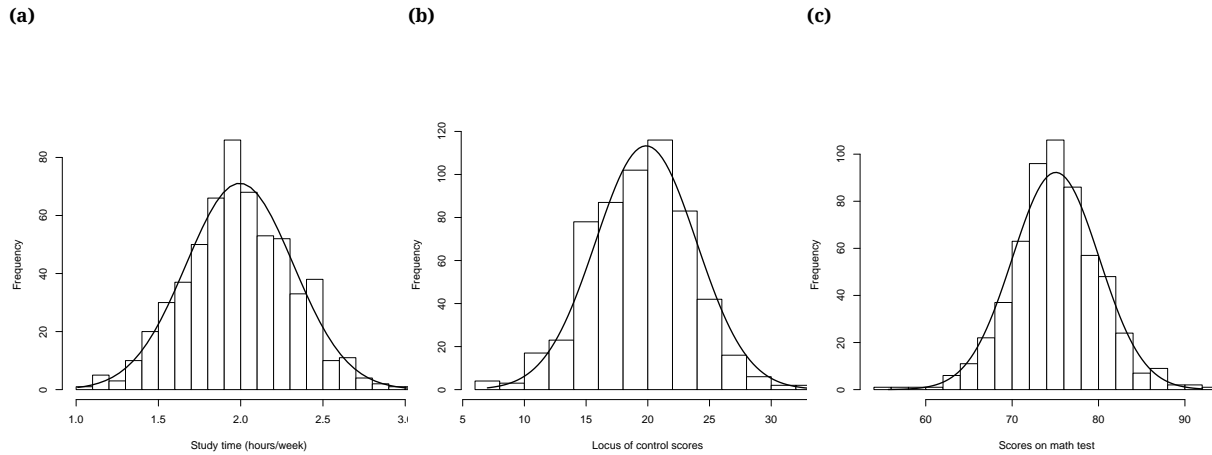 (a)
Frequency
0 20 40 60 80
1.0 1.5 2.0 2.5 3.0
Study time (hours/week)
(b)
Frequency
0 20 40 60 80 100 120
5 10 15 20 25 30
Locus of control scores
(c)
Frequency
0 20 40 60 80 100
60 70 80 90
Scores on math test